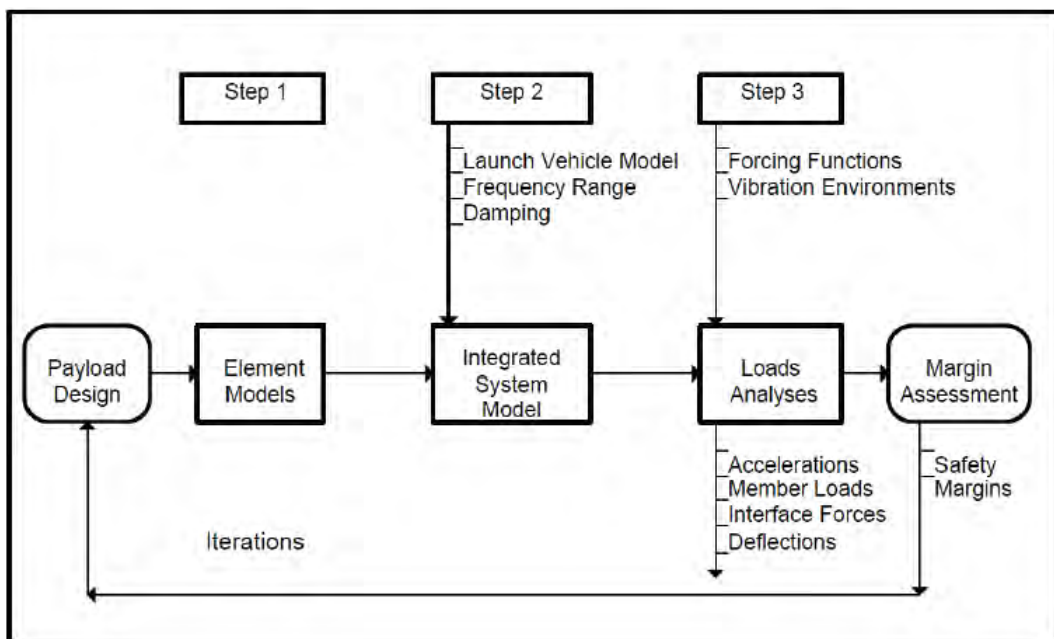 Step 1
Step 2
Step 3
Launch Vehicle Model
Frequency Range
Damping
Forcing Functions
Vibration Environments
Payload
Design
Element
Models
Integrated
System
Model
Loads
Analyses
Margin
Assessment
Accelerations
Member Loads
Interface Forces
Deflections
Safety
Margins
Iterations